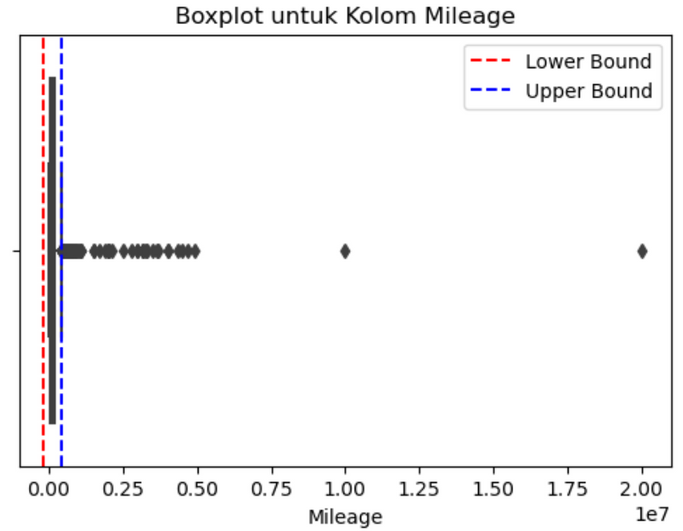 Boxplot untuk Kolom Mileage
Lower Bound
Upper Bound
0.00 0.25 0.50 0.75 1.00 1.25 1.50 1.75 2.00
1e7
Mileage